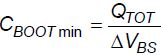 C_BOOT min = Q_TOT / ΔV_BS